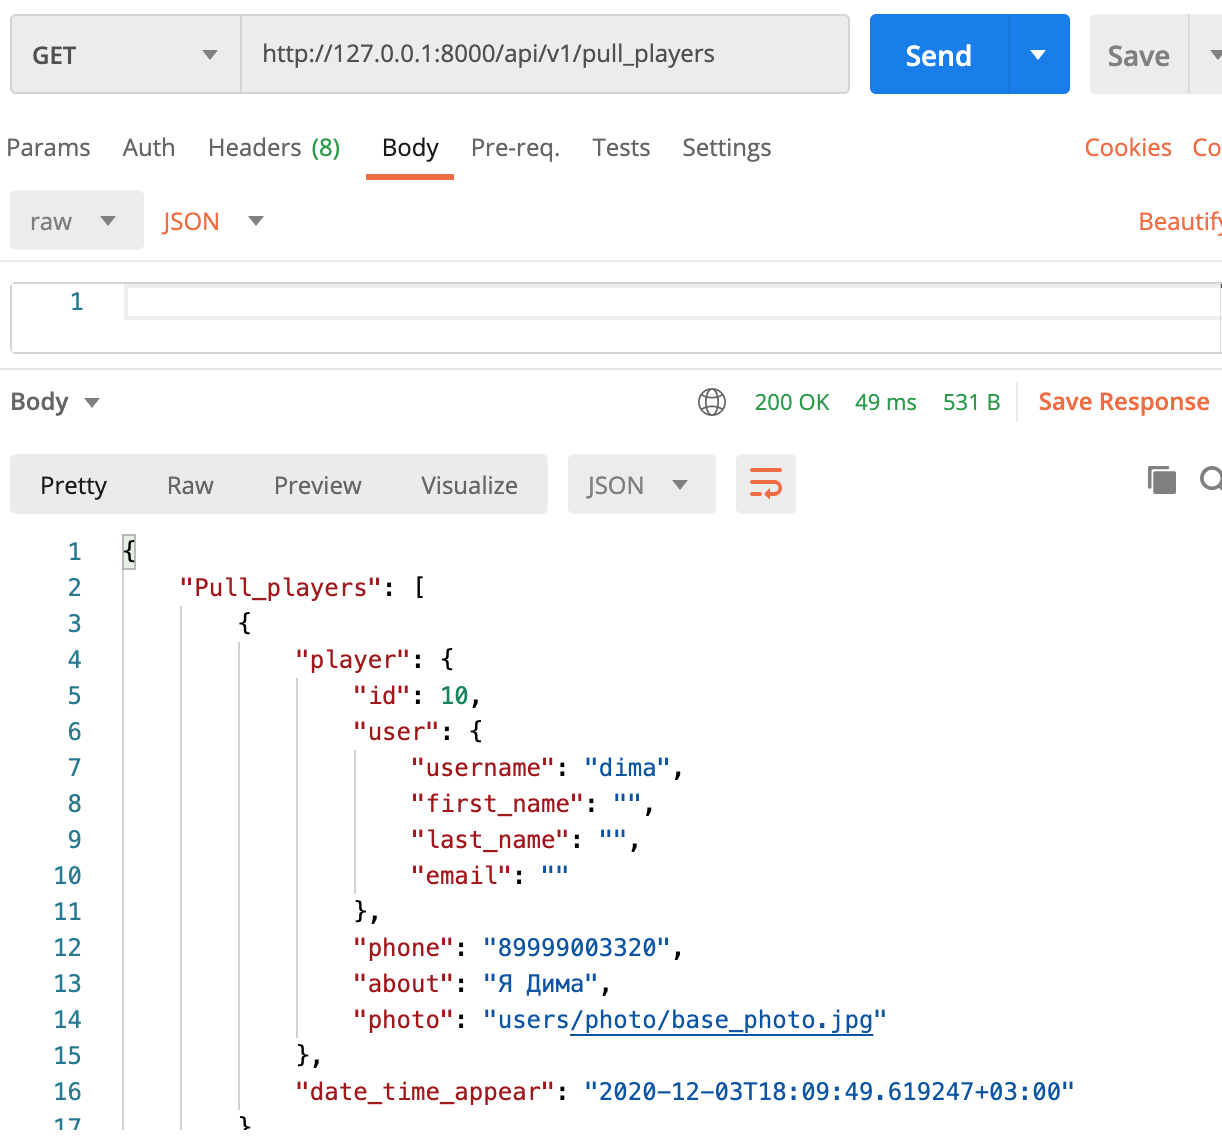 GET http://127.0.0.1:8000/api/v1/pull_players Send Save
Params Auth Headers (8) Body Pre-req. Tests Settings Cookies Co
raw JSON Beautify
1
Body 200 OK 49 ms 531 B Save Response
Pretty Raw Preview Visualize JSON
1 {
2 "Pull_players": [
3 {
4 "player": {
5 "id": 10,
6 "user": {
7 "username": "dima",
8 "first_name": "",
9 "last_name": "",
10 "email": ""
11 },
12 "phone": "89999003320",
13 "about": "Я Дима",
14 "photo": "users/photo/base_photo.jpg"
15 },
16 "date_time_appear": "2020-12-03T18:09:49.619247+03:00"
17 }